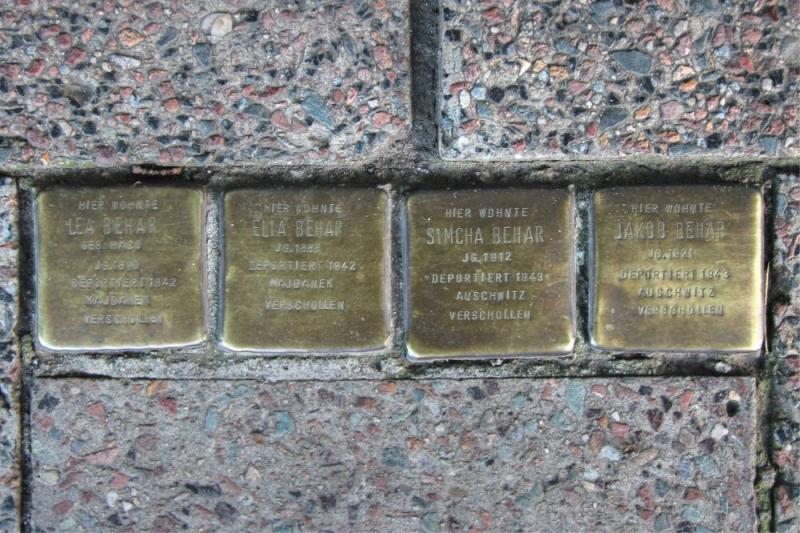 HIER WOHNTE
LEA BEHAR
GEB.
JG.
DEPORTIERT 1942
MAJDANEK
VERSCHOLLEN
HIER WOHNTE
ELIA BEHAR
JG.1888
DEPORTIERT 1942
MAJDANEK
VERSCHOLLEN
HIER WOHNTE
SIMCHA BEHAR
JG.1912
DEPORTIERT 1943
AUSCHWITZ
VERSCHOLLEN
HIER WOHNTE
JAKOB BEHAR
JG.1921
DEPORTIERT 1943
AUSCHWITZ
VERSCHOLLEN